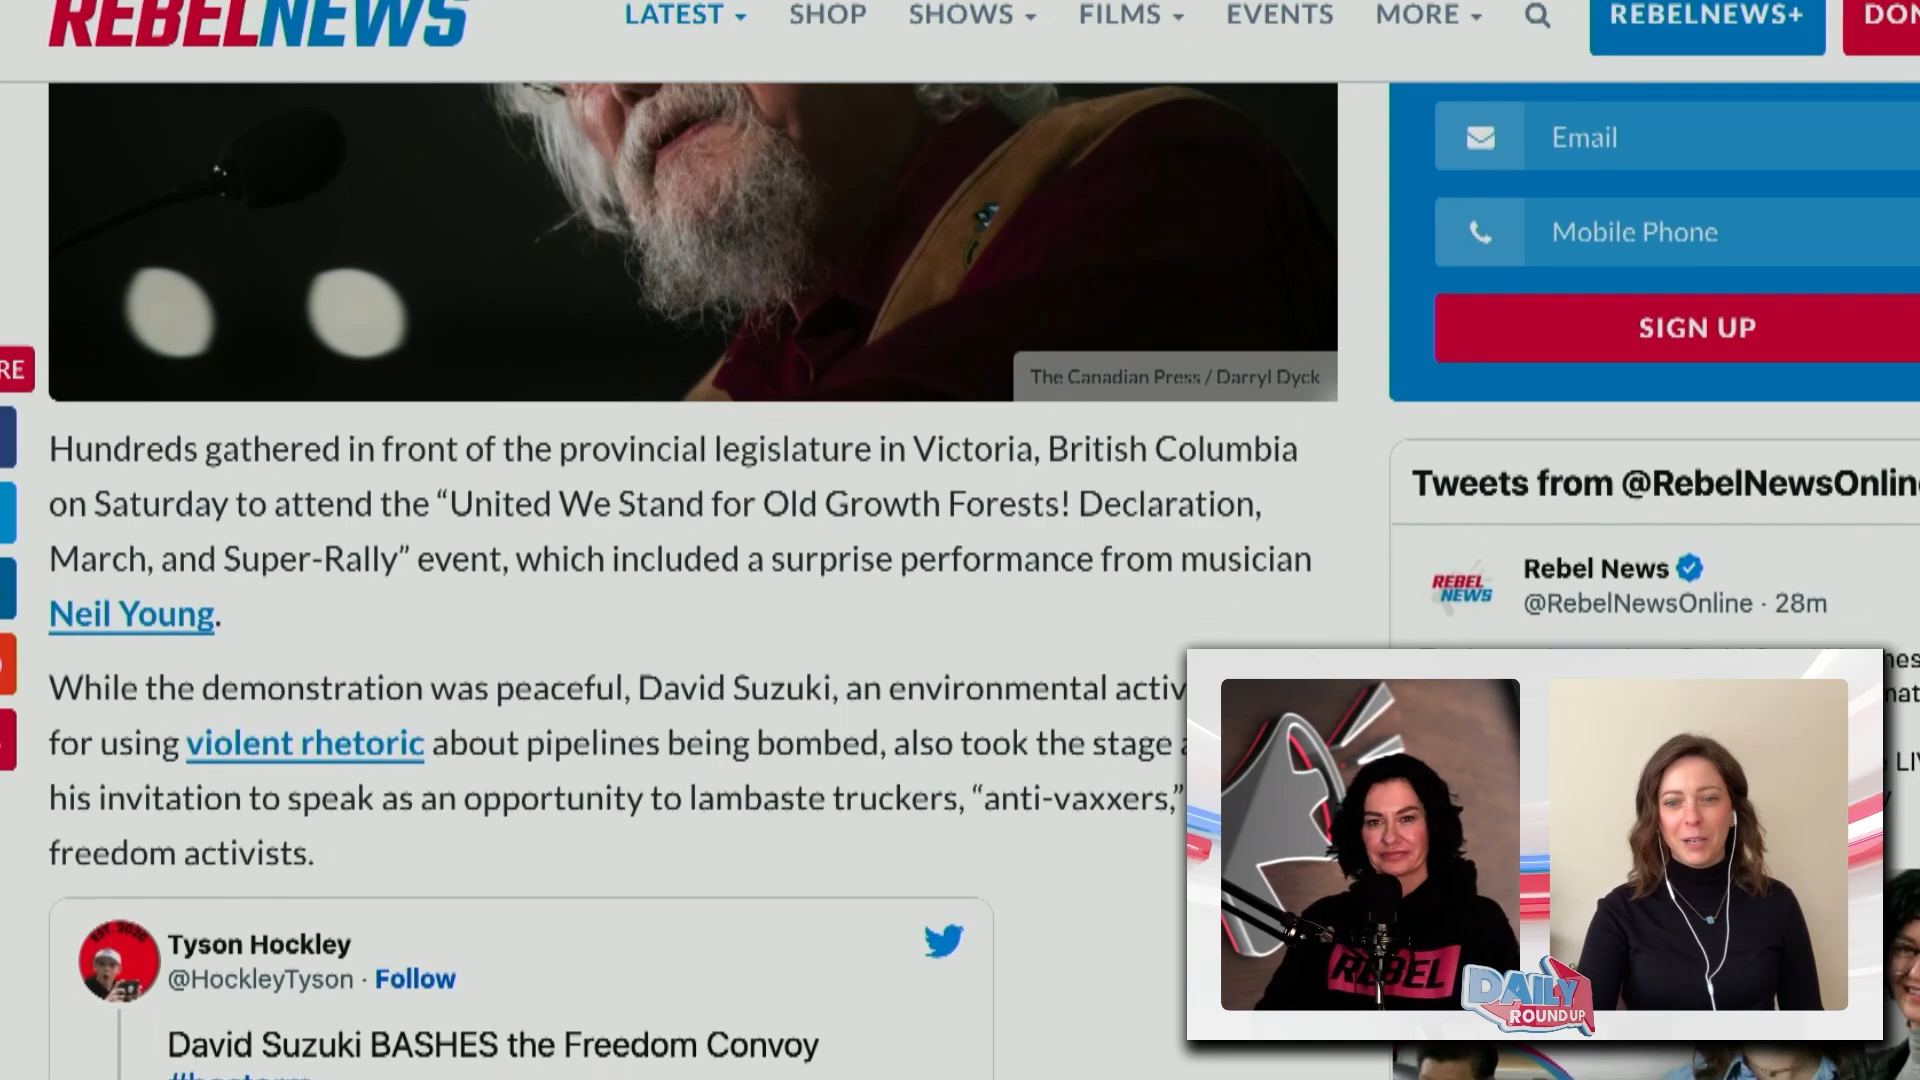 REBELNEWS
LATEST SHOP SHOWS FILMS EVENTS MORE REBELNEWS+ DON
Email
Mobile Phone
SIGN UP
RE
The Canadian Press / Darryl Dyck
Hundreds gathered in front of the provincial legislature in Victoria, British Columbia
on Saturday to attend the “United We Stand for Old Growth Forests! Declaration,
March, and Super-Rally” event, which included a surprise performance from musician
Neil Young.
While the demonstration was peaceful, David Suzuki, an environmental activ
for using violent rhetoric about pipelines being bombed, also took the stage
his invitation to speak as an opportunity to lambaste truckers, “anti-vaxxers,”
freedom activists.
Tyson Hockley
@HockleyTyson · Follow
David Suzuki BASHES the Freedom Convoy
Tweets from @RebelNewsOnlin
Rebel News
@RebelNewsOnline · 28m
REBEL
NEWS
REBEL
DAILY
ROUNDUP